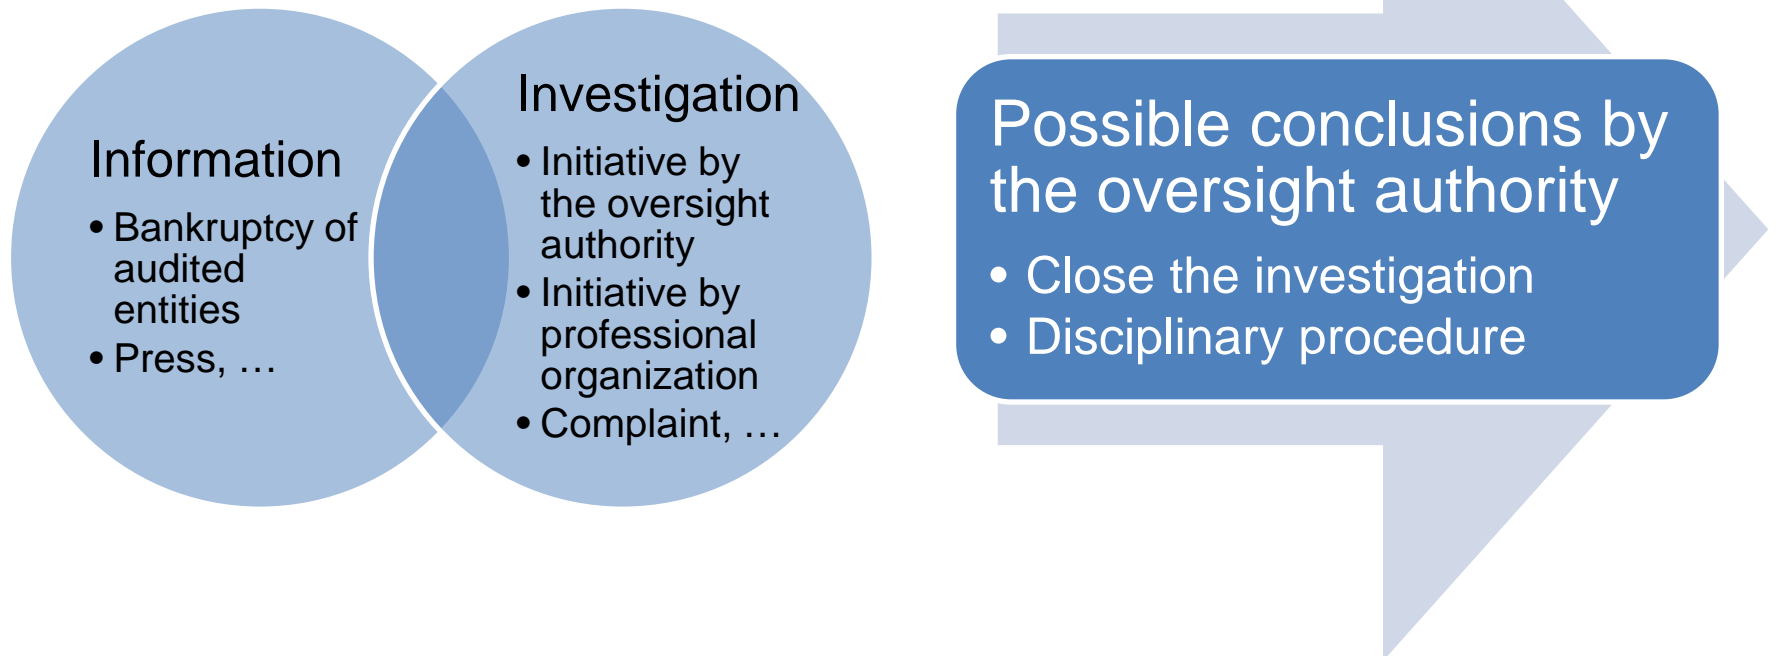 Information
• Bankruptcy of
audited
entities
• Press, …
Investigation
• Initiative by
the oversight
authority
• Initiative by
professional
organization
• Complaint, …
Possible conclusions by
the oversight authority
• Close the investigation
• Disciplinary procedure